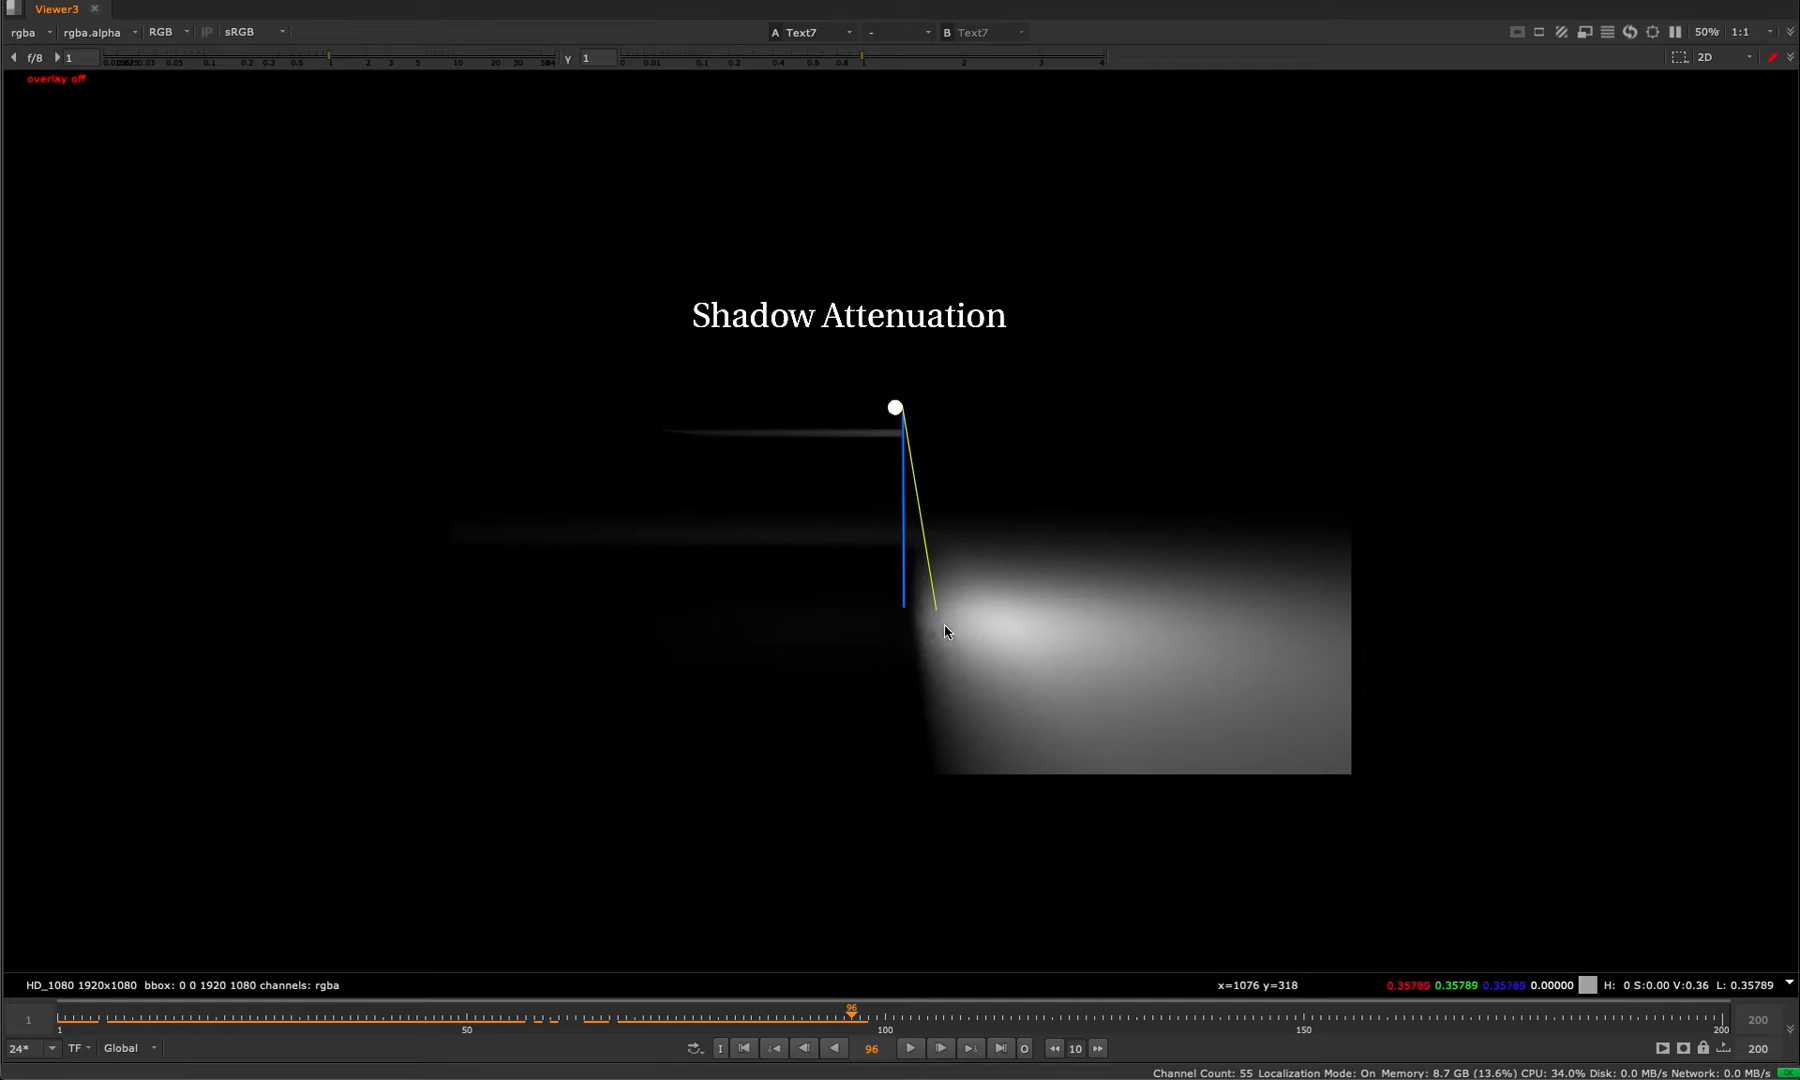 Viewer3
rgba rgba.alpha RGB IP sRGB A Text7 - B Text7 50% 1:1
f/8 1 Y 1 2D
overlay off
Shadow Attenuation
HD_1080 1920x1080 bbox: 0 0 1920 1080 channels: rgba x=1076 y=318 0.35789 0.35789 0.35789 0.00000 H: 0 S:0.00 V:0.36 L: 0.35789
96
1 1 50 100 150 200 200
24* TF Global I 96 O 10 200
Channel Count: 55 Localization Mode: On Memory: 8.7 GB (13.6%) CPU: 34.0% Disk: 0.0 MB/s Network: 0.0 MB/s OK